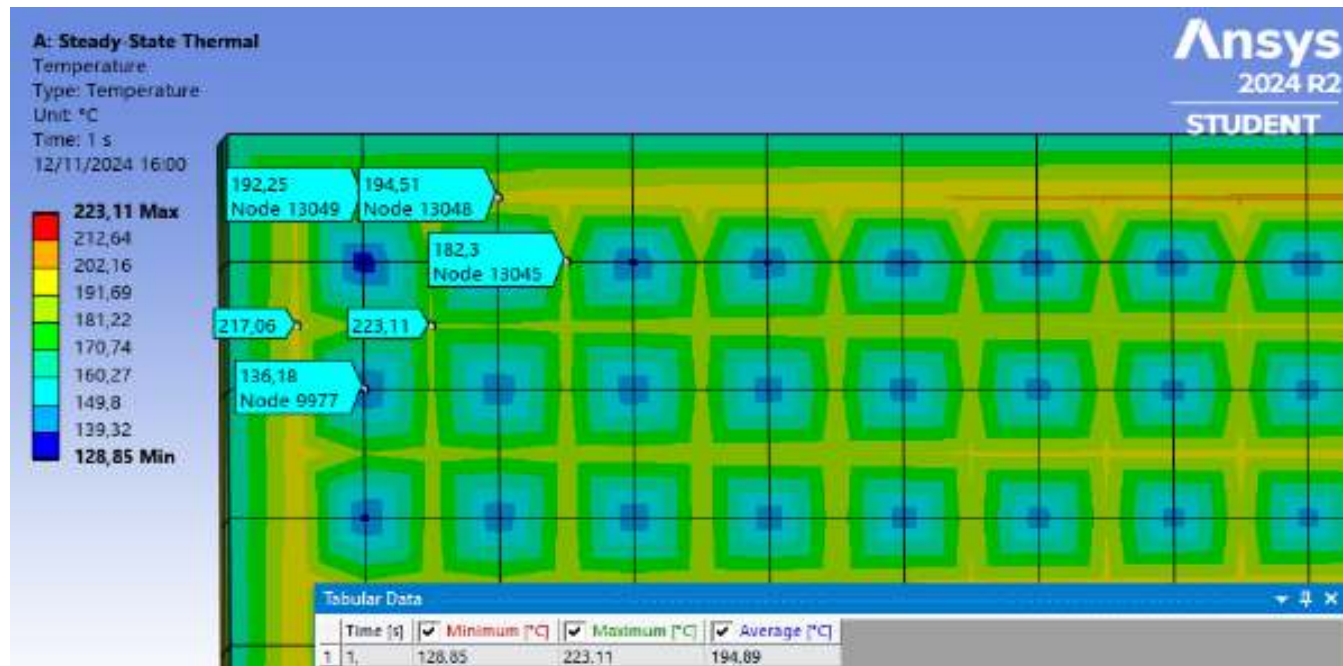 A: Steady-State Thermal
Temperature
Type: Temperature
Unit: °C
Time: 1 s
12/11/2024 16:00
223,11 Max
212,64
202,16
191,69
181,22
170,74
160,27
149,8
139,32
128,85 Min
Ansys
2024 R2
STUDENT
192,25
Node 13049
194,51
Node 13048
182,3
Node 13045
217,06
223,11
136,18
Node 9977
Tabular Data
Time [s] Minimum [°C] Maximum [°C] Average [°C]
1 1. 128.85 223.11 194.89